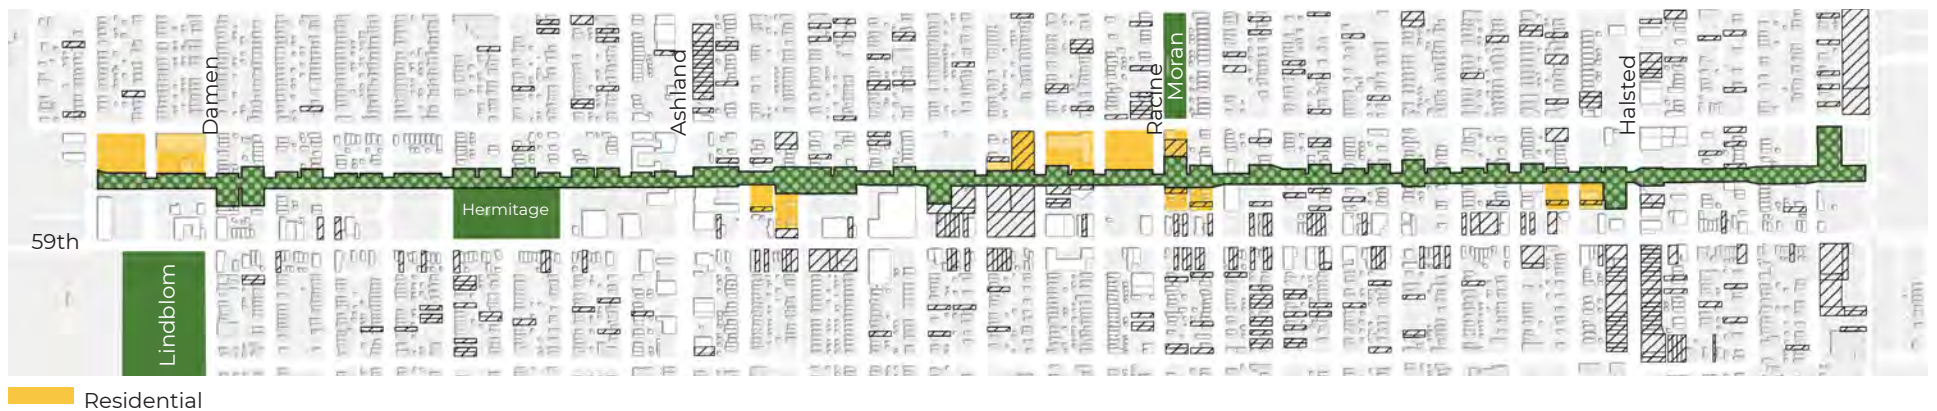 Damen
Ashland
Racine
Moran
Halsted
Hermitage
59th
Lindblom
Residential